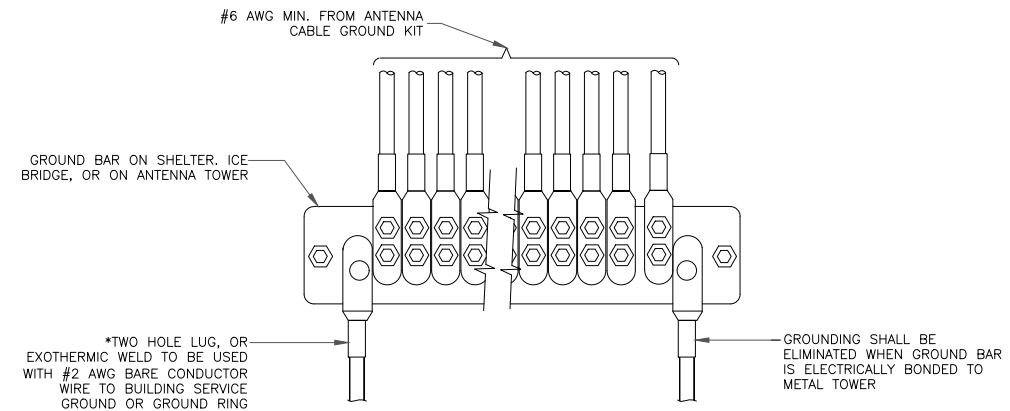 #6 AWG MIN. FROM ANTENNA
CABLE GROUND KIT
GROUND BAR ON SHELTER. ICE
BRIDGE, OR ON ANTENNA TOWER
*TWO HOLE LUG, OR
EXOTHERMIC WELD TO BE USED
WITH #2 AWG BARE CONDUCTOR
WIRE TO BUILDING SERVICE
GROUND OR GROUND RING
GROUNDING SHALL BE
ELIMINATED WHEN GROUND BAR
IS ELECTRICALLY BONDED TO
METAL TOWER